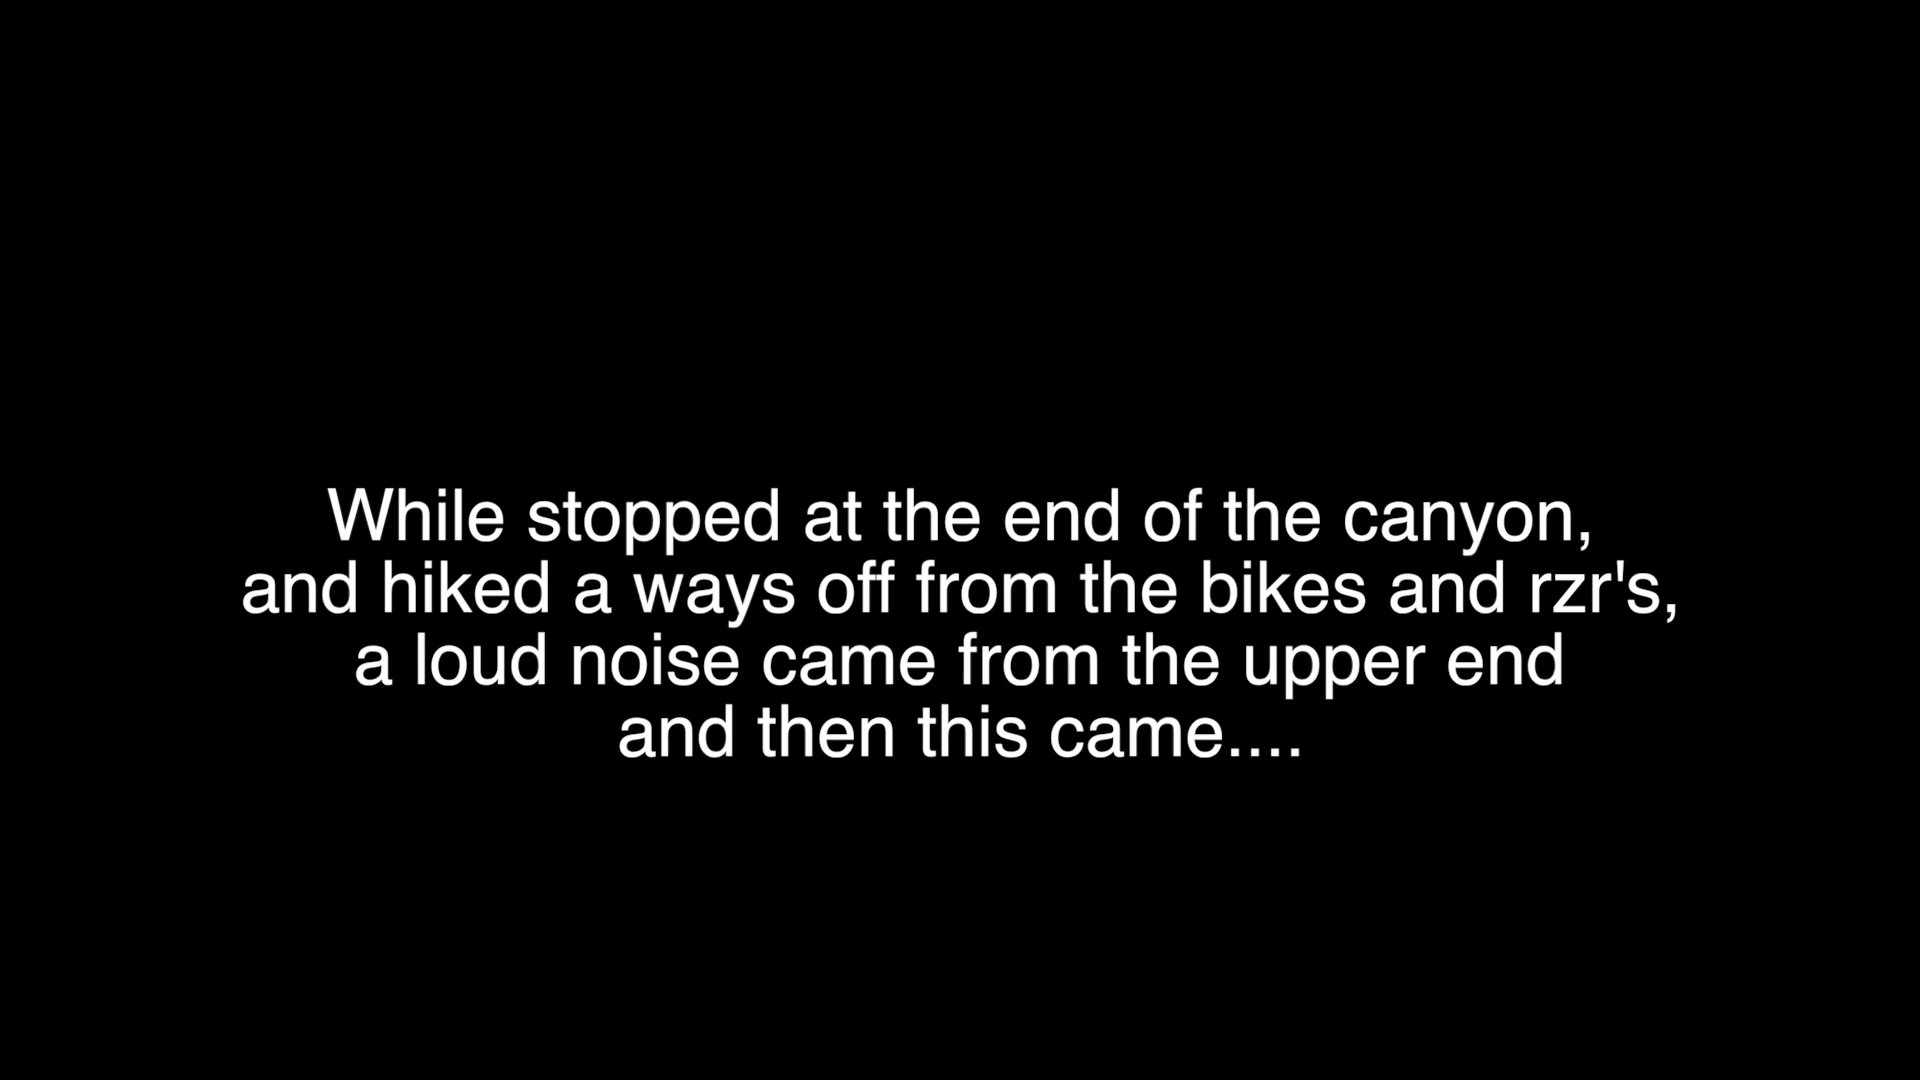 While stopped at the end of the canyon,
and hiked a ways off from the bikes and rzr's,
a loud noise came from the upper end
and then this came....